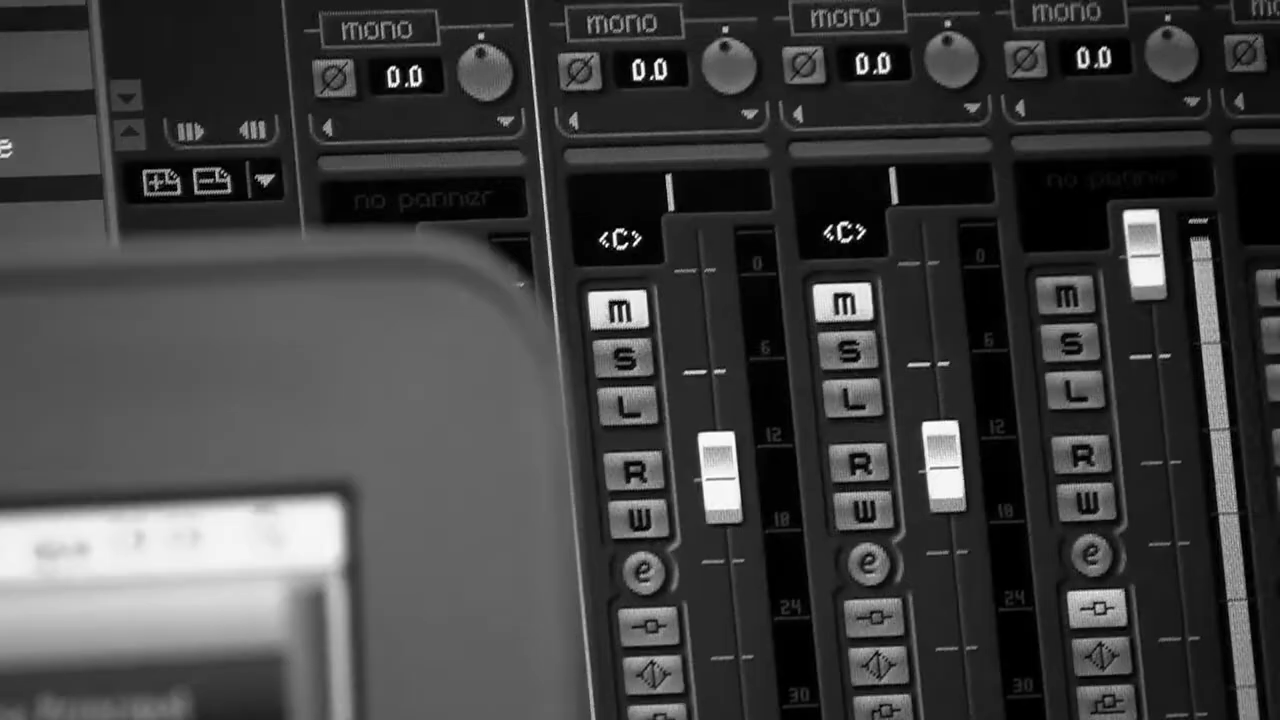 mono mono mono mono
Ø 0.0 Ø 0.0 Ø 0.0 Ø 0.0 Ø
no panner no panner
<C> <C>
0 0
m m m
6 6
S S S
L L L
12 12
R R R
18 18
W W W
e e e
24 24
30 30
e